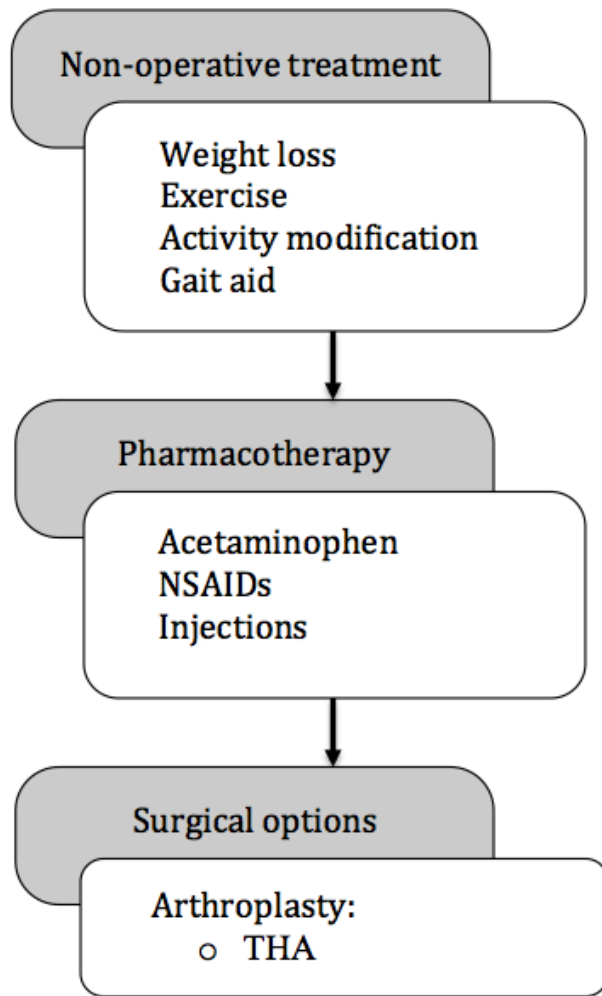 Non-operative treatment
Weight loss
Exercise
Activity modification
Gait aid
Pharmacotherapy
Acetaminophen
NSAIDs
Injections
Surgical options
Arthroplasty:
o THA